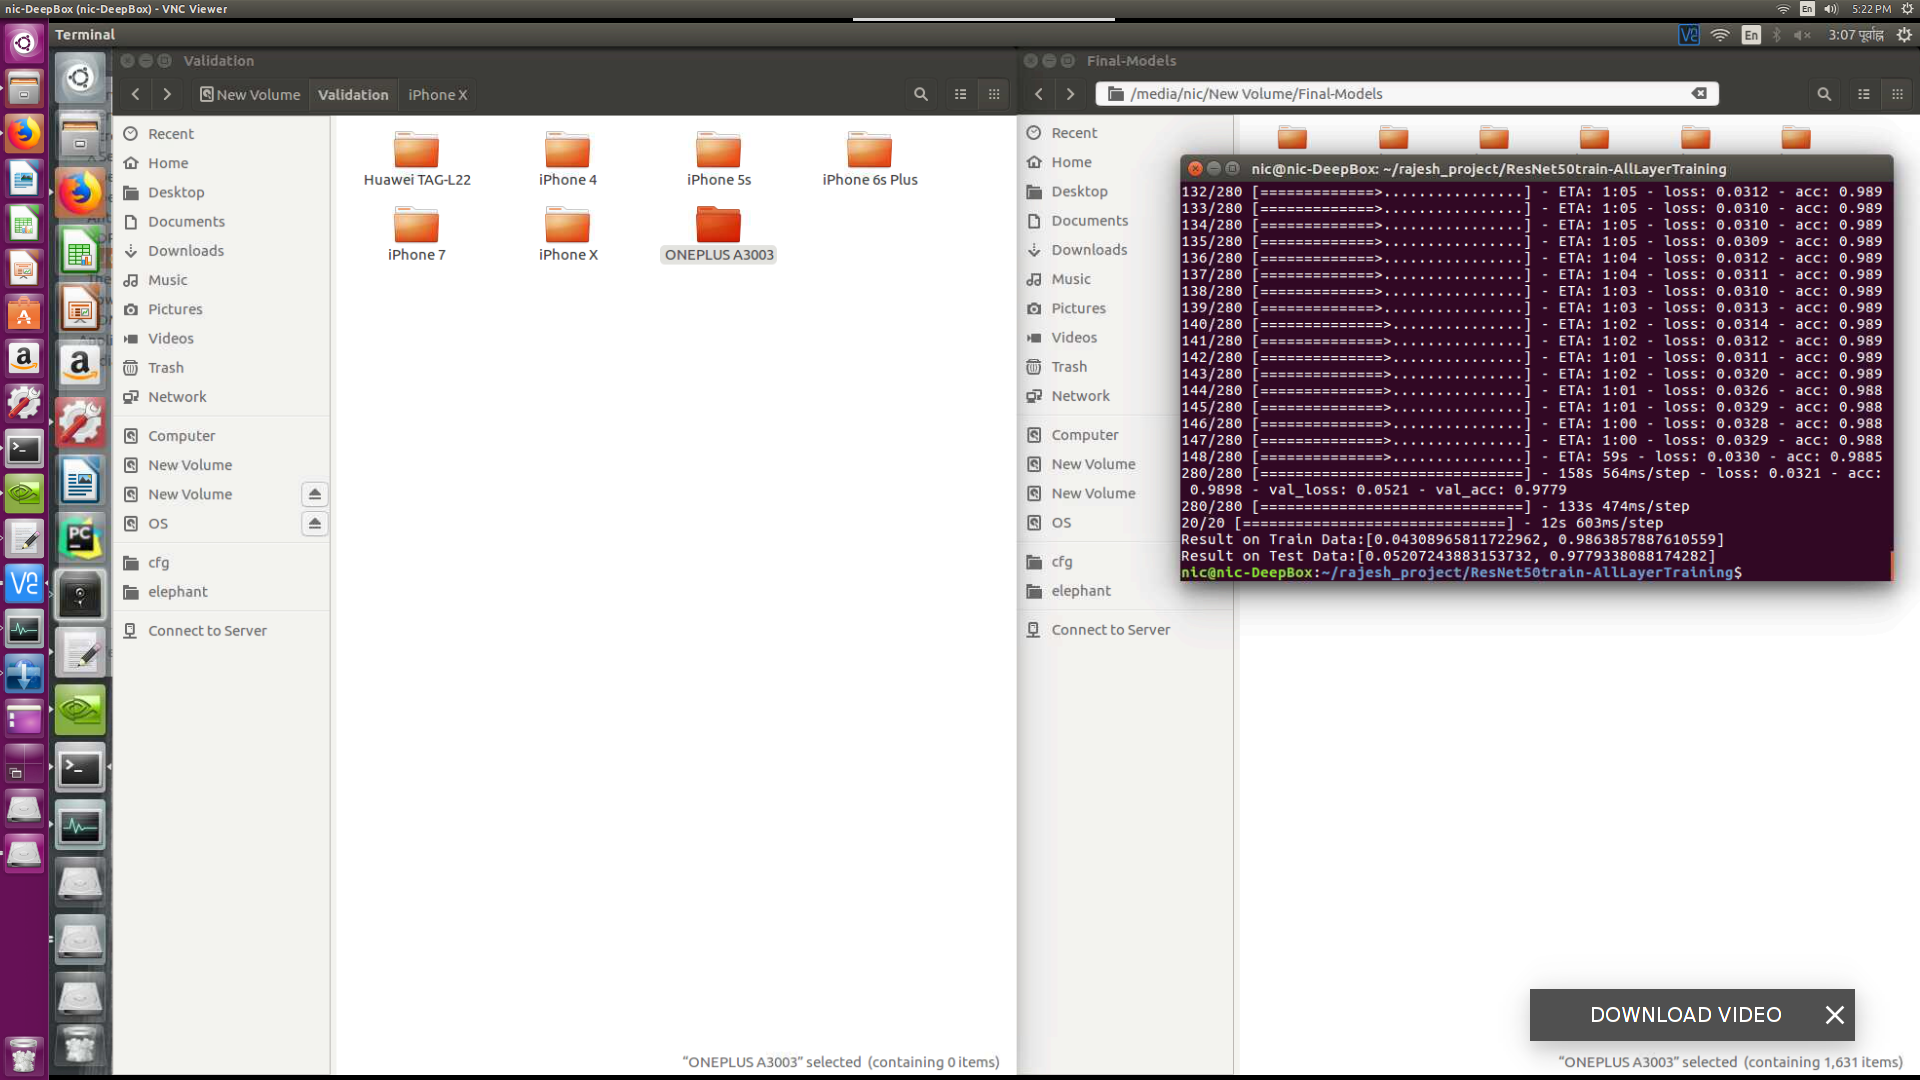 nic-DeepBox (nic-DeepBox) - VNC Viewer
En
5:22 PM
Terminal
En
3:07 पूर्वाह्न
Validation
New Volume
Validation
iPhone X
Recent
Home
Desktop
Documents
Downloads
Music
Pictures
Videos
Trash
Network
Computer
New Volume
New Volume
OS
cfg
elephant
Connect to Server
Huawei TAG-L22
iPhone 4
iPhone 5s
iPhone 6s Plus
iPhone 7
iPhone X
ONEPLUS A3003
"ONEPLUS A3003" selected (containing 0 items)
Final-Models
/media/nic/New Volume/Final-Models
Recent
Home
Desktop
Documents
Downloads
Music
Pictures
Videos
Trash
Network
Computer
New Volume
New Volume
OS
cfg
elephant
Connect to Server
nic@nic-DeepBox: ~/rajesh_project/ResNet50train-AllLayerTraining
132/280 [=============>................] - ETA: 1:05 - loss: 0.0312 - acc: 0.989
133/280 [=============>................] - ETA: 1:05 - loss: 0.0310 - acc: 0.989
134/280 [=============>................] - ETA: 1:05 - loss: 0.0310 - acc: 0.989
135/280 [=============>................] - ETA: 1:05 - loss: 0.0309 - acc: 0.989
136/280 [=============>................] - ETA: 1:04 - loss: 0.0312 - acc: 0.989
137/280 [=============>................] - ETA: 1:04 - loss: 0.0311 - acc: 0.989
138/280 [=============>................] - ETA: 1:03 - loss: 0.0310 - acc: 0.989
139/280 [=============>................] - ETA: 1:03 - loss: 0.0313 - acc: 0.989
140/280 [==============>...............] - ETA: 1:02 - loss: 0.0314 - acc: 0.989
141/280 [==============>...............] - ETA: 1:02 - loss: 0.0312 - acc: 0.989
142/280 [==============>...............] - ETA: 1:01 - loss: 0.0311 - acc: 0.989
143/280 [==============>...............] - ETA: 1:02 - loss: 0.0320 - acc: 0.989
144/280 [==============>...............] - ETA: 1:01 - loss: 0.0326 - acc: 0.988
145/280 [==============>...............] - ETA: 1:01 - loss: 0.0329 - acc: 0.988
146/280 [==============>...............] - ETA: 1:00 - loss: 0.0328 - acc: 0.988
147/280 [==============>...............] - ETA: 1:00 - loss: 0.0329 - acc: 0.988
148/280 [==============>...............] - ETA: 59s - loss: 0.0330 - acc: 0.9885
280/280 [==============================] - 158s 564ms/step - loss: 0.0321 - acc:
0.9898 - val_loss: 0.0521 - val_acc: 0.9779
280/280 [==============================] - 133s 474ms/step
20/20 [==============================] - 12s 603ms/step
Result on Train Data:[0.04308965811722962, 0.9863857887610559]
Result on Test Data:[0.05207243883153732, 0.9779338088174282]
nic@nic-DeepBox:~/rajesh_project/ResNet50train-AllLayerTraining$
DOWNLOAD VIDEO
"ONEPLUS A3003" selected (containing 1,631 items)